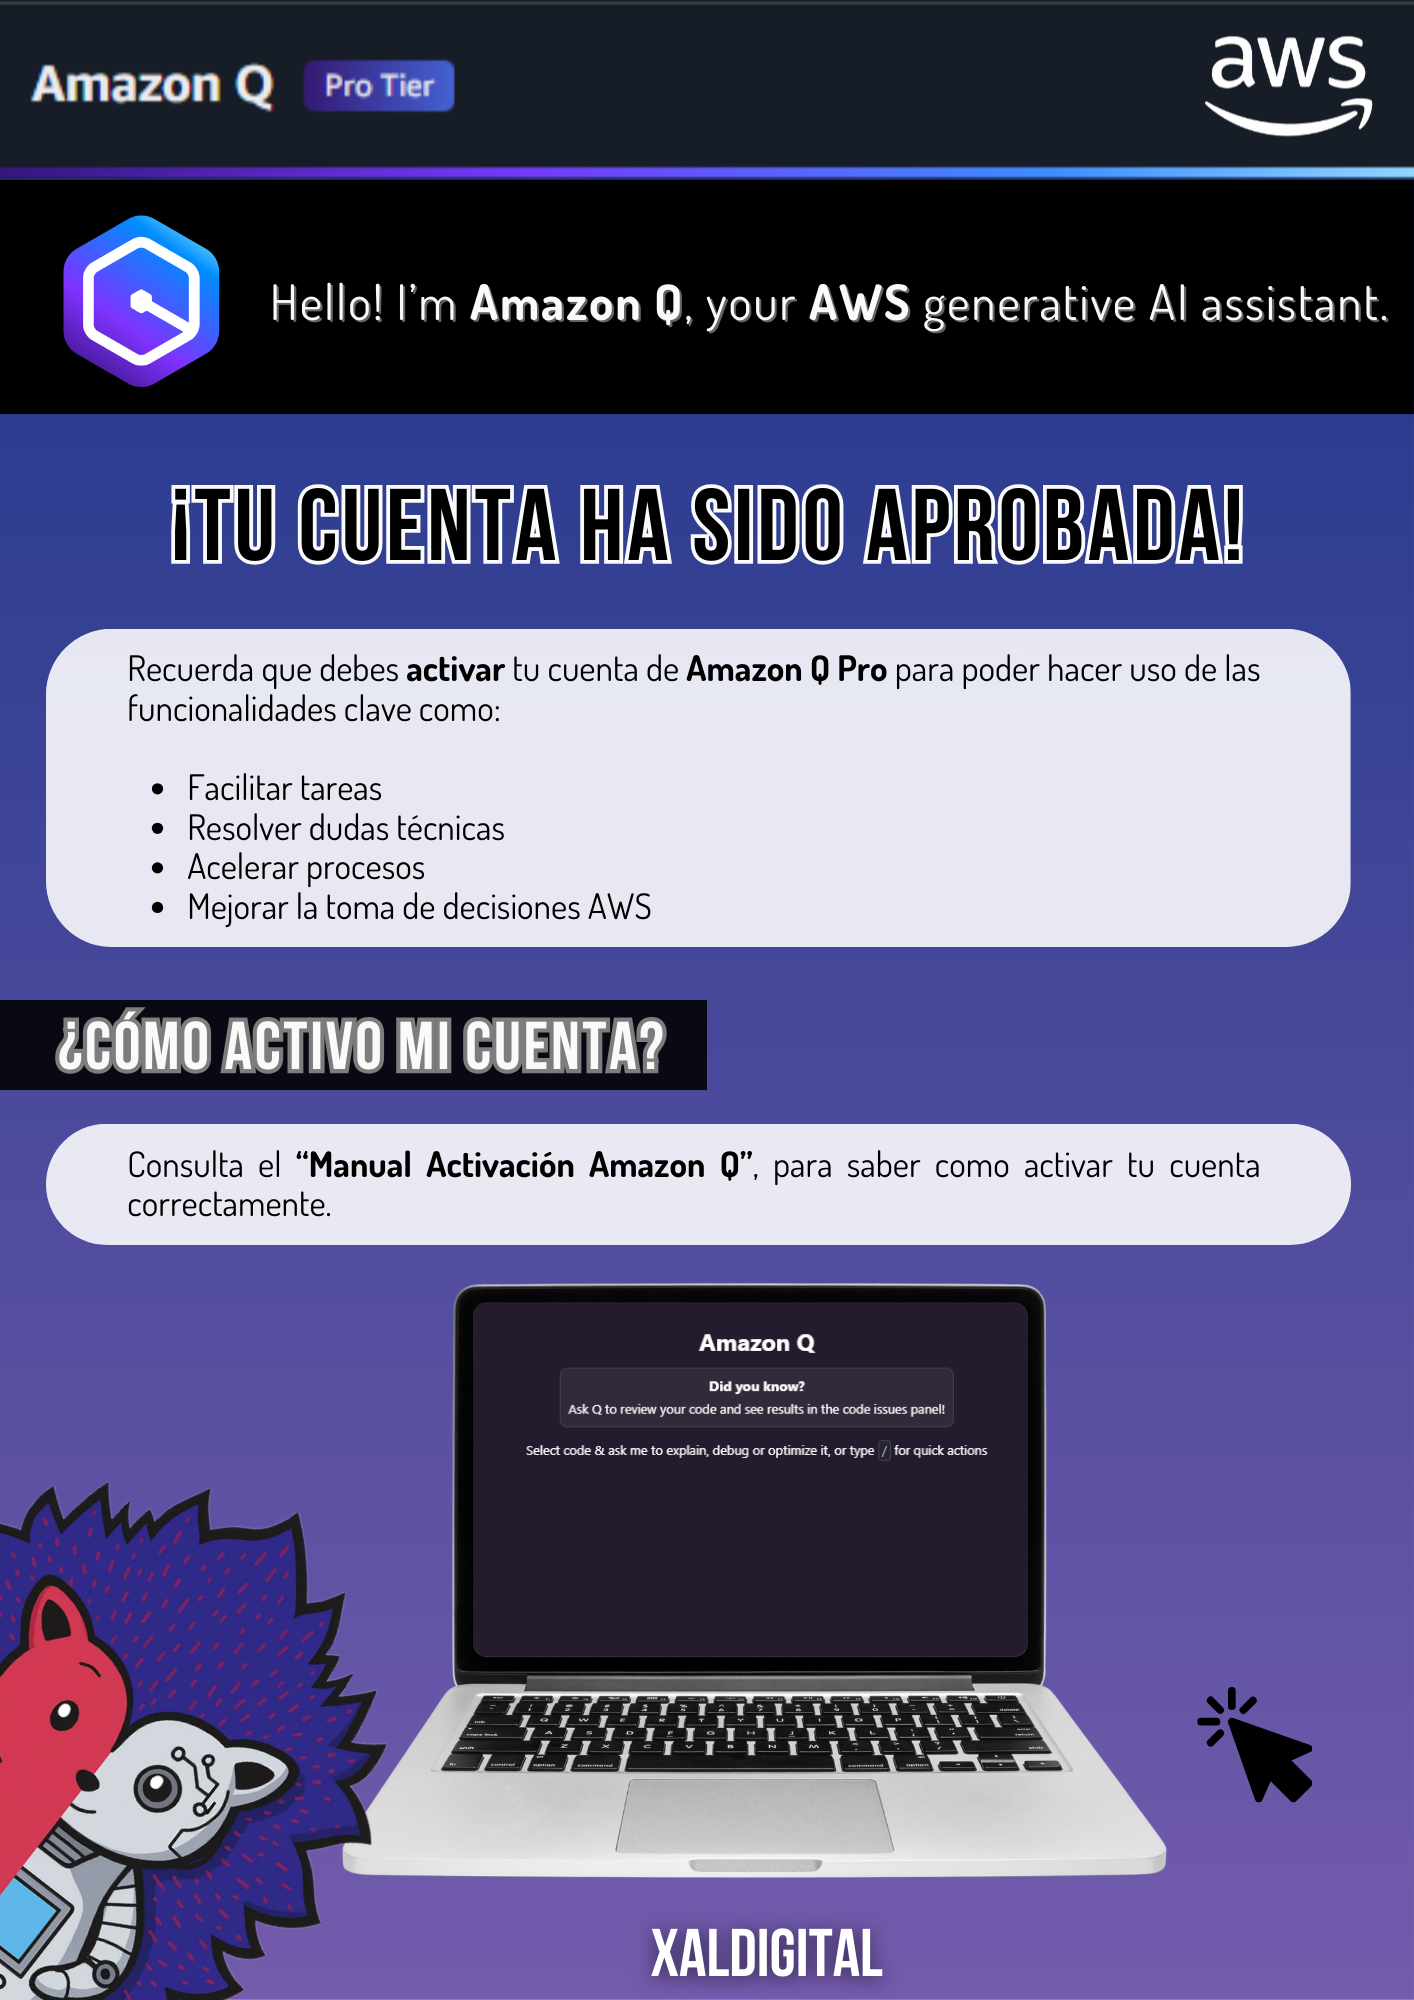 Amazon Q Pro Tier
aws
Hello! I'm Amazon Q, your AWS generative AI assistant.
¡TU CUENTA HA SIDO APROBADA!
Recuerda que debes activar tu cuenta de Amazon Q Pro para poder hacer uso de las
funcionalidades clave como:
• Facilitar tareas
• Resolver dudas técnicas
• Acelerar procesos
• Mejorar la toma de decisiones AWS
¿CÓMO ACTIVO MI CUENTA?
Consulta el “Manual Activación Amazon Q”, para saber como activar tu cuenta
correctamente.
Amazon Q
Did you know?
Ask Q to review your code and see results in the code issues panel!
Select code & ask me to explain, debug or optimize it, or type / for quick actions
XALDIGITAL